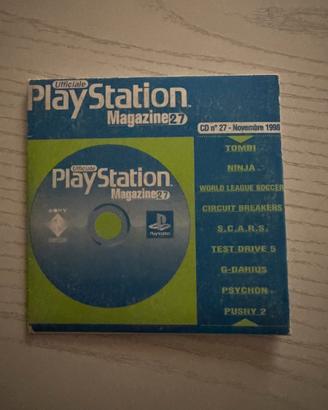 Ufficiale
PlayStation
Magazine27
CD n° 27 - Novembre 1998
TOMBI
NINJA
WORLD LEAGUE SOCCER
CIRCUIT BREAKERS
S.C.A.R.S.
TEST DRIVE 5
G-DARIUS
PSYCHON
PUSHY 2
Ufficiale
PlayStation
Magazine27
SONY
PlayStation